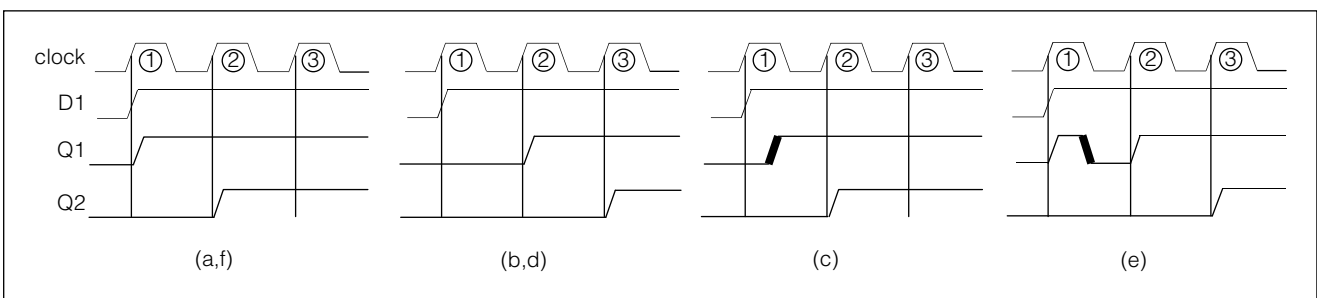 clock ① ② ③ ① ② ③ ① ② ③ ① ② ③
D1
Q1
Q2
(a,f) (b,d) (c) (e)